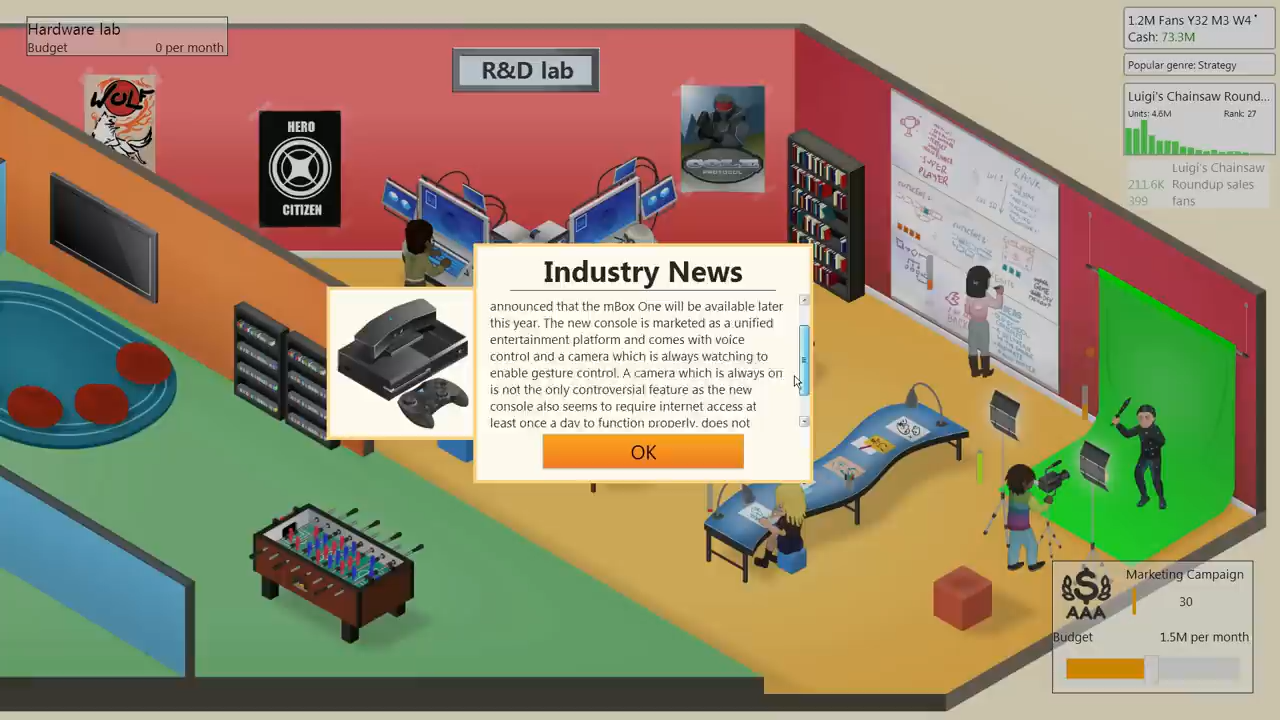 Hardware lab
Budget 0 per month
R&D lab
1.2M Fans Y32 M3 W4
Cash: 73.3M
Popular genre: Strategy
Luigi's Chainsaw Round...
Units: 4.6M Rank: 27
Luigi's Chainsaw
211.6K Roundup sales
399 fans
WOLF
HERO
CITIZEN
PROTOCOL
Industry News
announced that the mBox One will be available later
this year. The new console is marketed as a unified
entertainment platform and comes with voice
control and a camera which is always watching to
enable gesture control. A camera which is always on
is not the only controversial feature as the new
console also seems to require internet access at
least once a day to function properly, does not
OK
Marketing Campaign
30
AAA
Budget 1.5M per month